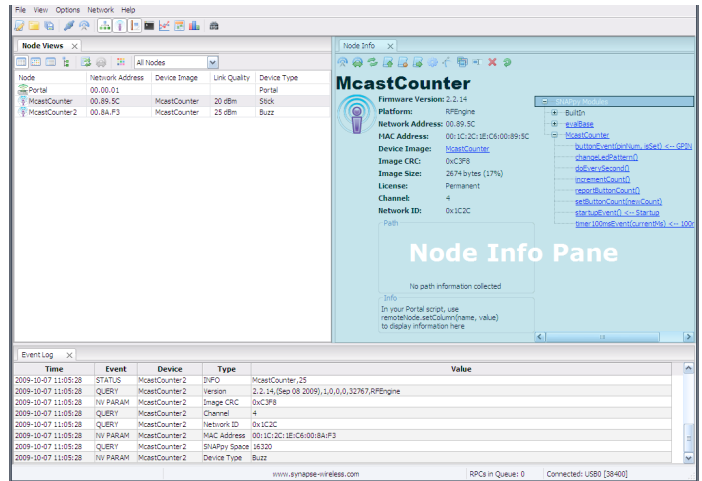 File View Options Network Help
Node Views X
All Nodes
Node Network Address Device Image Link Quality Device Type
Portal 00.00.01 Portal
McastCounter 00.89.5C McastCounter 20 dBm Stick
McastCounter2 00.8A.F3 McastCounter 25 dBm Buzz
Node Info X
McastCounter
Firmware Version: 2.2.14
Platform: RFEngine
Network Address: 00.89.5C
MAC Address: 00:1C:2C:1E:C6:00:89:5C
Device Image: McastCounter
Image CRC: 0xC3F8
Image Size: 2674 bytes (17%)
License: Permanent
Channel: 4
Network ID: 0x1C2C
Path
No path information collected
Info
In your Portal script, use
remoteNode.setColumn(name, value)
to display information here
SNAPpy Modules
BuiltIn
evalBase
McastCounter
buttonEvent(pinNum, isSet) <-- GPIN
changeLedPattern()
doEverySecond()
incrementCount()
reportButtonCount()
setButtonCount(newCount)
startupEvent() <-- Startup
timer100msEvent(currentMs) <-- 100r
Node Info Pane
Event Log X
Time Event Device Type Value
2009-10-07 11:05:28 STATUS McastCounter2 INFO McastCounter,25
2009-10-07 11:05:28 QUERY McastCounter2 Version 2.2.14,(Sep 08 2009),1,0,0,0,32767,RFEngine
2009-10-07 11:05:28 NV PARAM McastCounter2 Image CRC 0xC3F8
2009-10-07 11:05:28 QUERY McastCounter2 Channel 4
2009-10-07 11:05:28 QUERY McastCounter2 Network ID 0x1C2C
2009-10-07 11:05:28 NV PARAM McastCounter2 MAC Address 00:1C:2C:1E:C6:00:8A:F3
2009-10-07 11:05:28 QUERY McastCounter2 SNAPpy Space 16320
2009-10-07 11:05:28 NV PARAM McastCounter2 Device Type Buzz
www.synapse-wireless.com RPCs in Queue: 0 Connected: USB0 [38400]